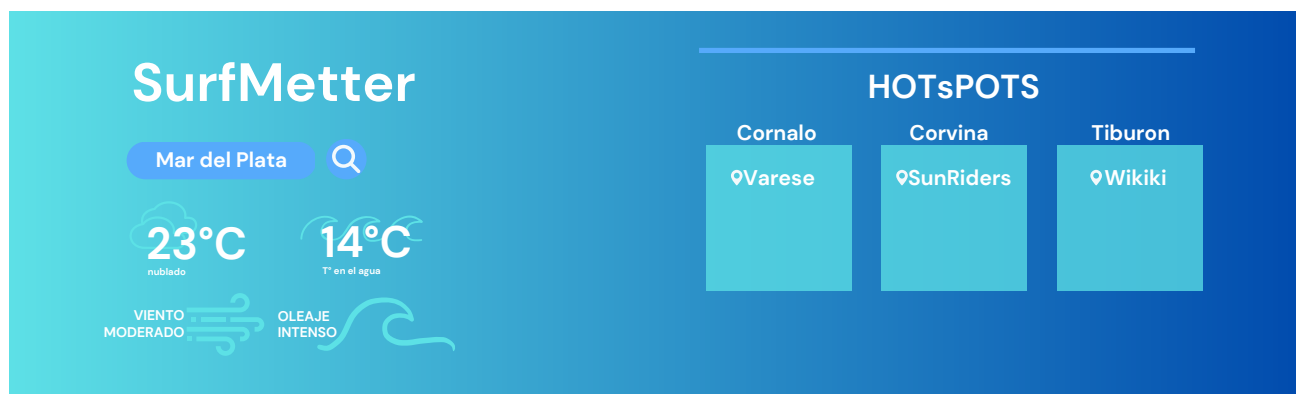 SurfMetter
Mar del Plata
23°C
nublado
14°C
T° en el agua
VIENTO
MODERADO
OLEAJE
INTENSO
HOTsPOTS
Cornalo
Varese
Corvina
SunRiders
Tiburon
Wikiki